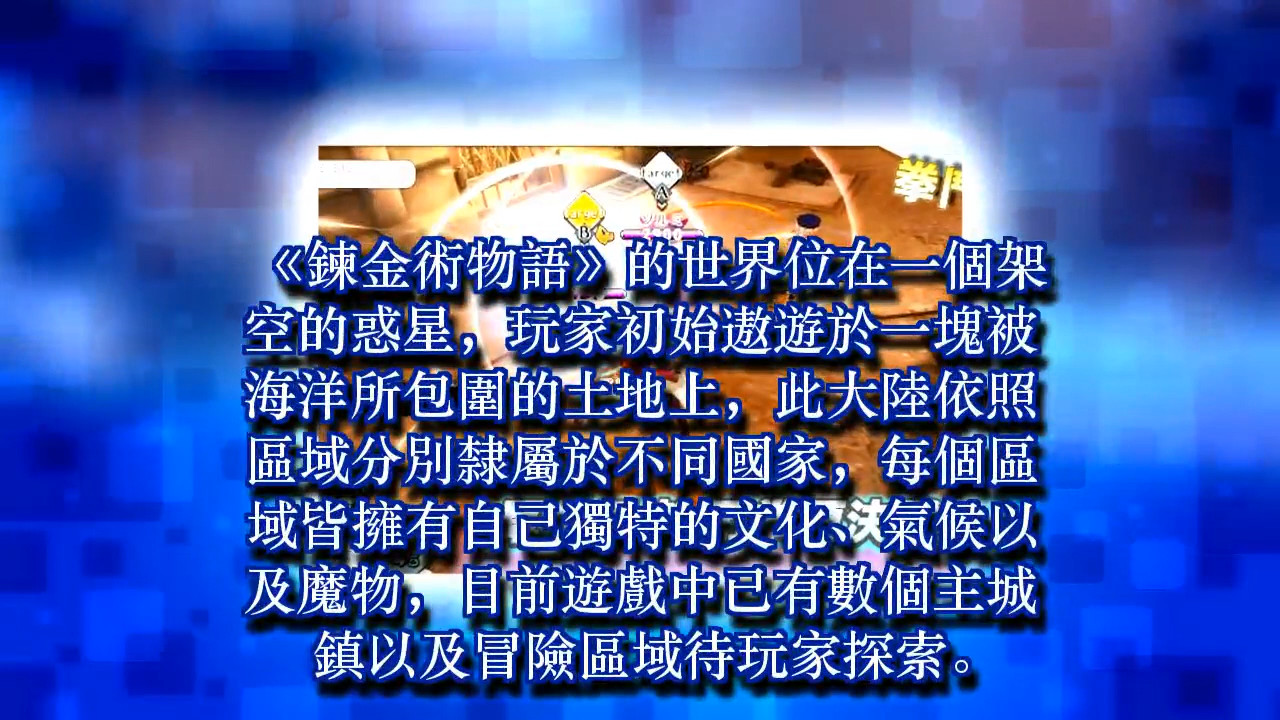 拳鬥
target
A
target
B
《鍊金術物語》的世界位在一個架
空的惑星，玩家初始遨遊於一塊被
海洋所包圍的土地上，此大陸依照
區域分別隸屬於不同國家，每個區
域皆擁有自己獨特的文化、氣候以
及魔物，目前遊戲中已有數個主城
鎮以及冒險區域待玩家探索。